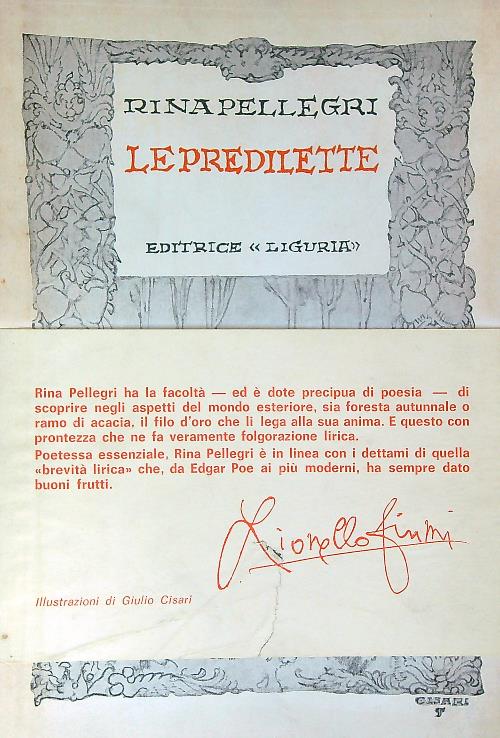 RINA PELLEGRI
LE PREDILETTE
EDITRICE « LIGURIA»
Rina Pellegri ha la facoltà — ed è dote precipua di poesia — di
scoprire negli aspetti del mondo esteriore, sia foresta autunnale o
ramo di acacia, il filo d'oro che li lega alla sua anima. E questo con
prontezza che ne fa veramente folgorazione lirica.
Poetessa essenziale, Rina Pellegri è in linea con i dettami di quella
«brevità lirica» che, da Edgar Poe ai più moderni, ha sempre dato
buoni frutti.
Lionello Fiumi
Illustrazioni di Giulio Cisari
CISARI